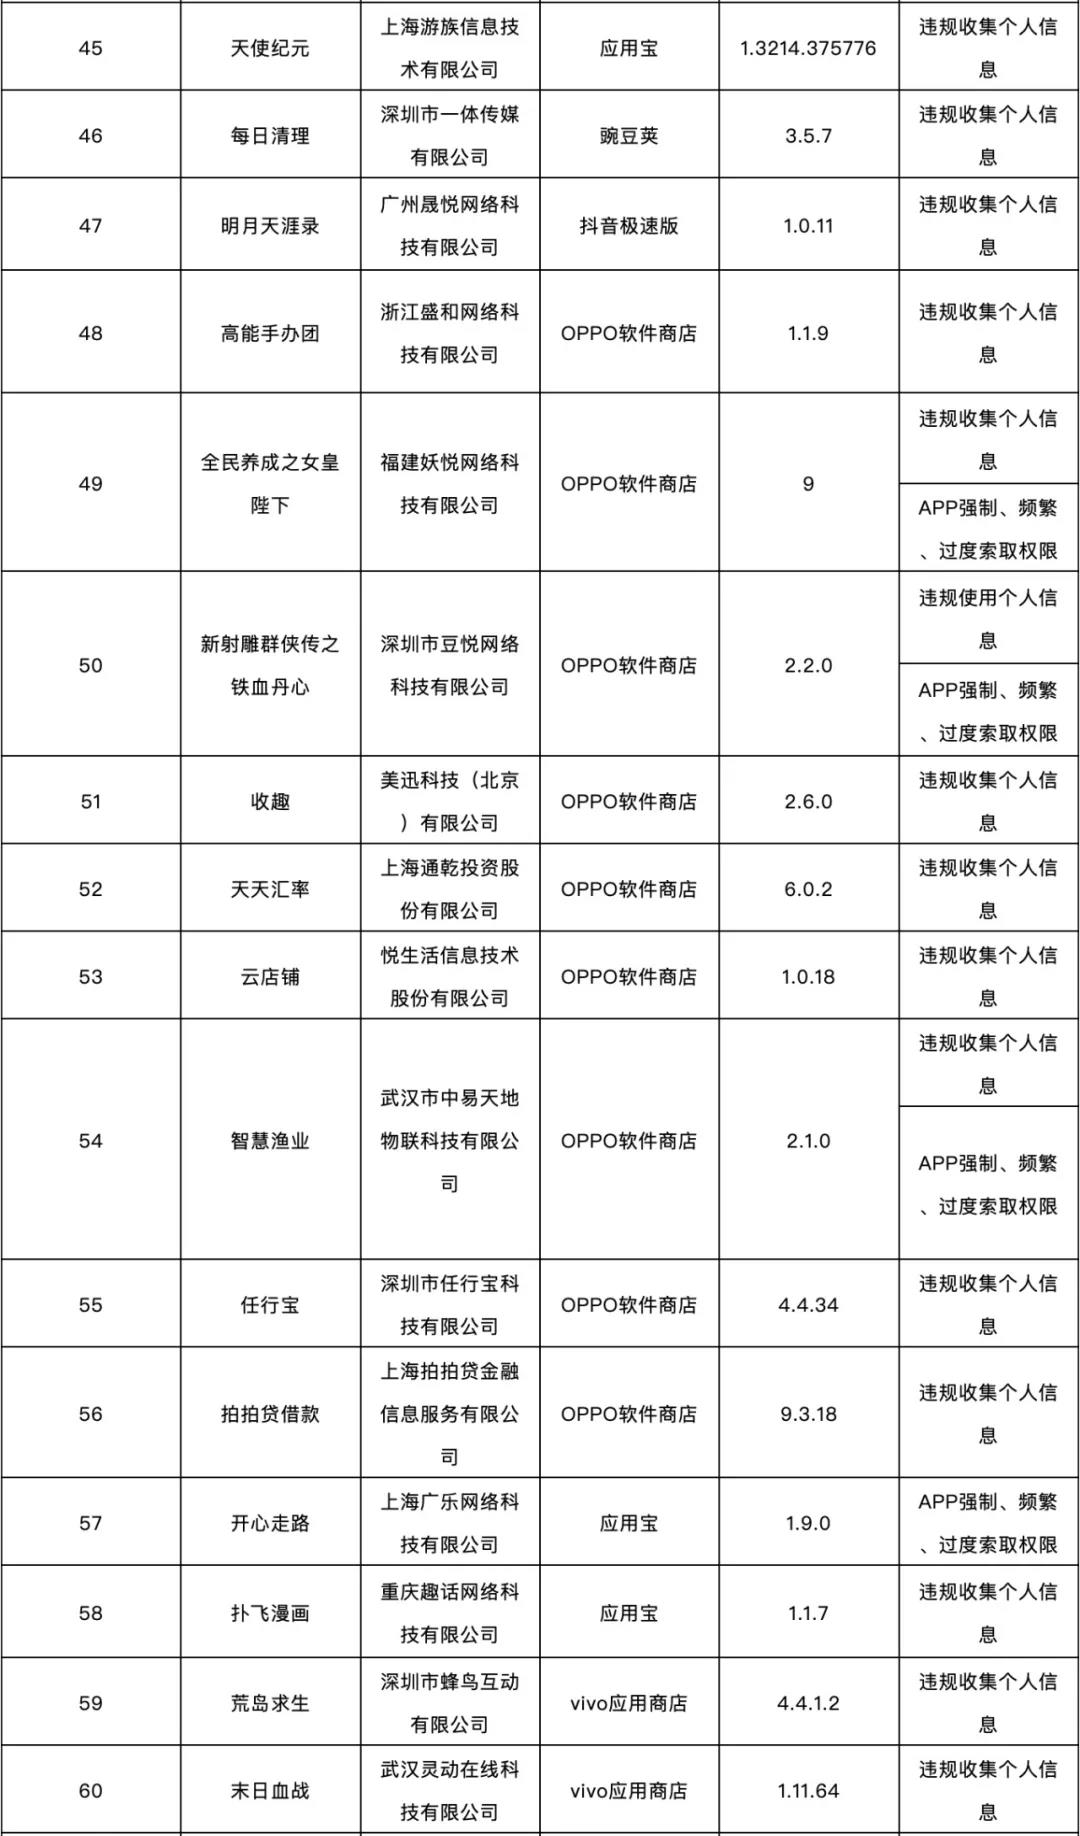 45
天使纪元
上海游族信息技
术有限公司
应用宝
1.3214.375776
违规收集个人信
息
46
每日清理
深圳市一体传媒
有限公司
豌豆荚
3.5.7
违规收集个人信
息
47
明月天涯录
广州晟悦网络科
技有限公司
抖音极速版
1.0.11
违规收集个人信
息
48
高能手办团
浙江盛和网络科
技有限公司
OPPO软件商店
1.1.9
违规收集个人信
息
49
全民养成之女皇
陛下
福建妖悦网络科
技有限公司
OPPO软件商店
9
违规收集个人信
息
APP强制、频繁
、过度索取权限
50
新射雕群侠传之
铁血丹心
深圳市豆悦网络
科技有限公司
OPPO软件商店
2.2.0
违规使用个人信
息
APP强制、频繁
、过度索取权限
51
收趣
美迅科技（北京
）有限公司
OPPO软件商店
2.6.0
违规收集个人信
息
52
天天汇率
上海通乾投资股
份有限公司
OPPO软件商店
6.0.2
违规收集个人信
息
53
云店铺
悦生活信息技术
股份有限公司
OPPO软件商店
1.0.18
违规收集个人信
息
54
智慧渔业
武汉市中易天地
物联科技有限公
司
OPPO软件商店
2.1.0
违规收集个人信
息
APP强制、频繁
、过度索取权限
55
任行宝
深圳市任行宝科
技有限公司
OPPO软件商店
4.4.34
违规收集个人信
息
56
拍拍贷借款
上海拍拍贷金融
信息服务有限公
司
OPPO软件商店
9.3.18
违规收集个人信
息
57
开心走路
上海广乐网络科
技有限公司
应用宝
1.9.0
APP强制、频繁
、过度索取权限
58
扑飞漫画
重庆趣话网络科
技有限公司
应用宝
1.1.7
违规收集个人信
息
59
荒岛求生
深圳市蜂鸟互动
有限公司
vivo应用商店
4.4.1.2
违规收集个人信
息
60
末日血战
武汉灵动在线科
技有限公司
vivo应用商店
1.11.64
违规收集个人信
息